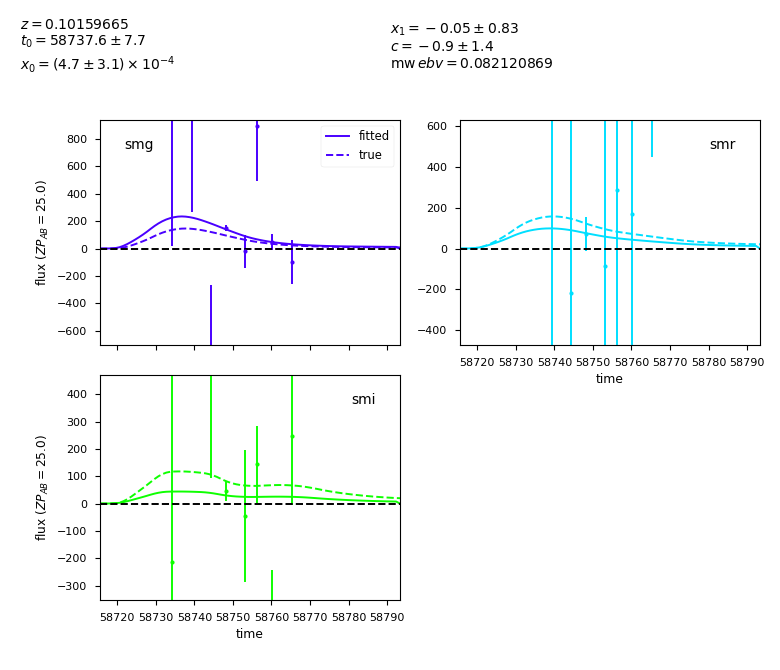 z = 0.10159665
t₀ = 58737.6 ± 7.7
x₀ = (4.7 ± 3.1) × 10⁻⁴
x₁ = −0.05 ± 0.83
c = −0.9 ± 1.4
mw ebv = 0.082120869
smg
fitted
true
800
600
400
200
0
−200
−400
−600
flux (ZP_AB = 25.0)
smr
600
400
200
0
−200
−400
58720 58730 58740 58750 58760 58770 58780 58790
time
smi
400
300
200
100
0
−100
−200
−300
flux (ZP_AB = 25.0)
58720 58730 58740 58750 58760 58770 58780 58790
time